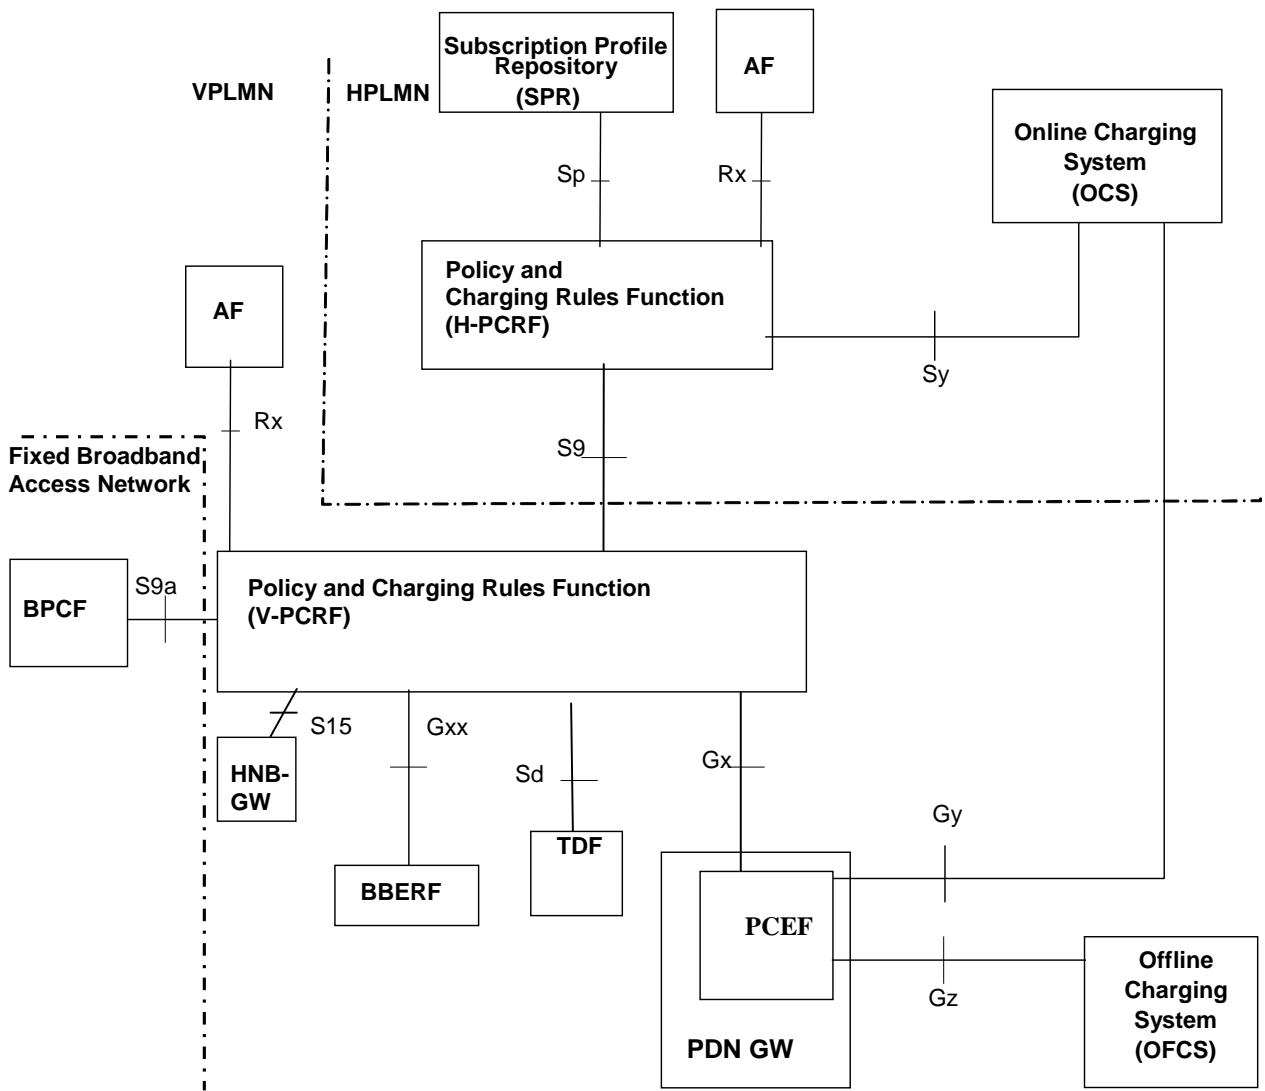 Subscription Profile
Repository
(SPR)
AF
VPLMN
HPLMN
Online Charging
System
(OCS)
Sp
Rx
Policy and
Charging Rules Function
(H-PCRF)
AF
Sy
Rx
S9
Fixed Broadband
Access Network
S9a
BPCF
Policy and Charging Rules Function
(V-PCRF)
S15
Gxx
Sd
Gx
HNB-
GW
Gy
TDF
BBERF
PCEF
Gz
Offline
Charging
System
(OFCS)
PDN GW